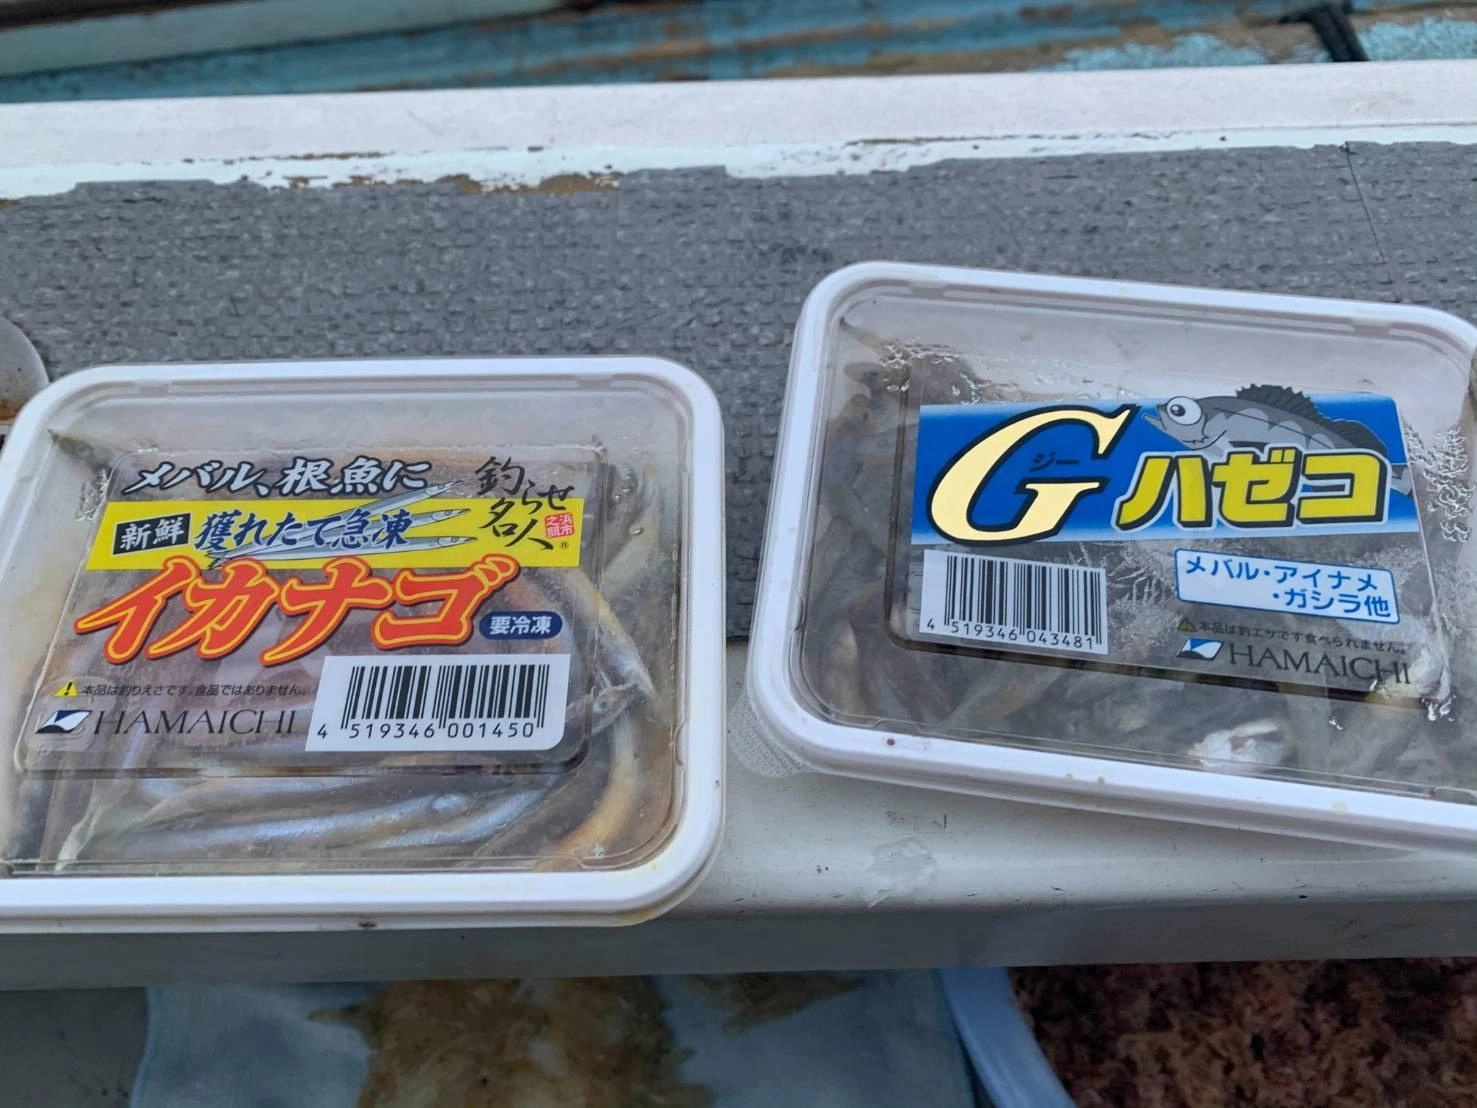 メバル、根魚に
釣らせ名人
浜市之餌
新鮮 獲れたて急凍
イカナゴ
要冷凍
本品は釣りえさです。食品ではありません。
HAMAICHI
4 519346 001450
G ジー ハゼコ
メバル・アイナメ
・ガシラ他
4 519346 043481
本品は釣エサです食べられません。
HAMAICHI